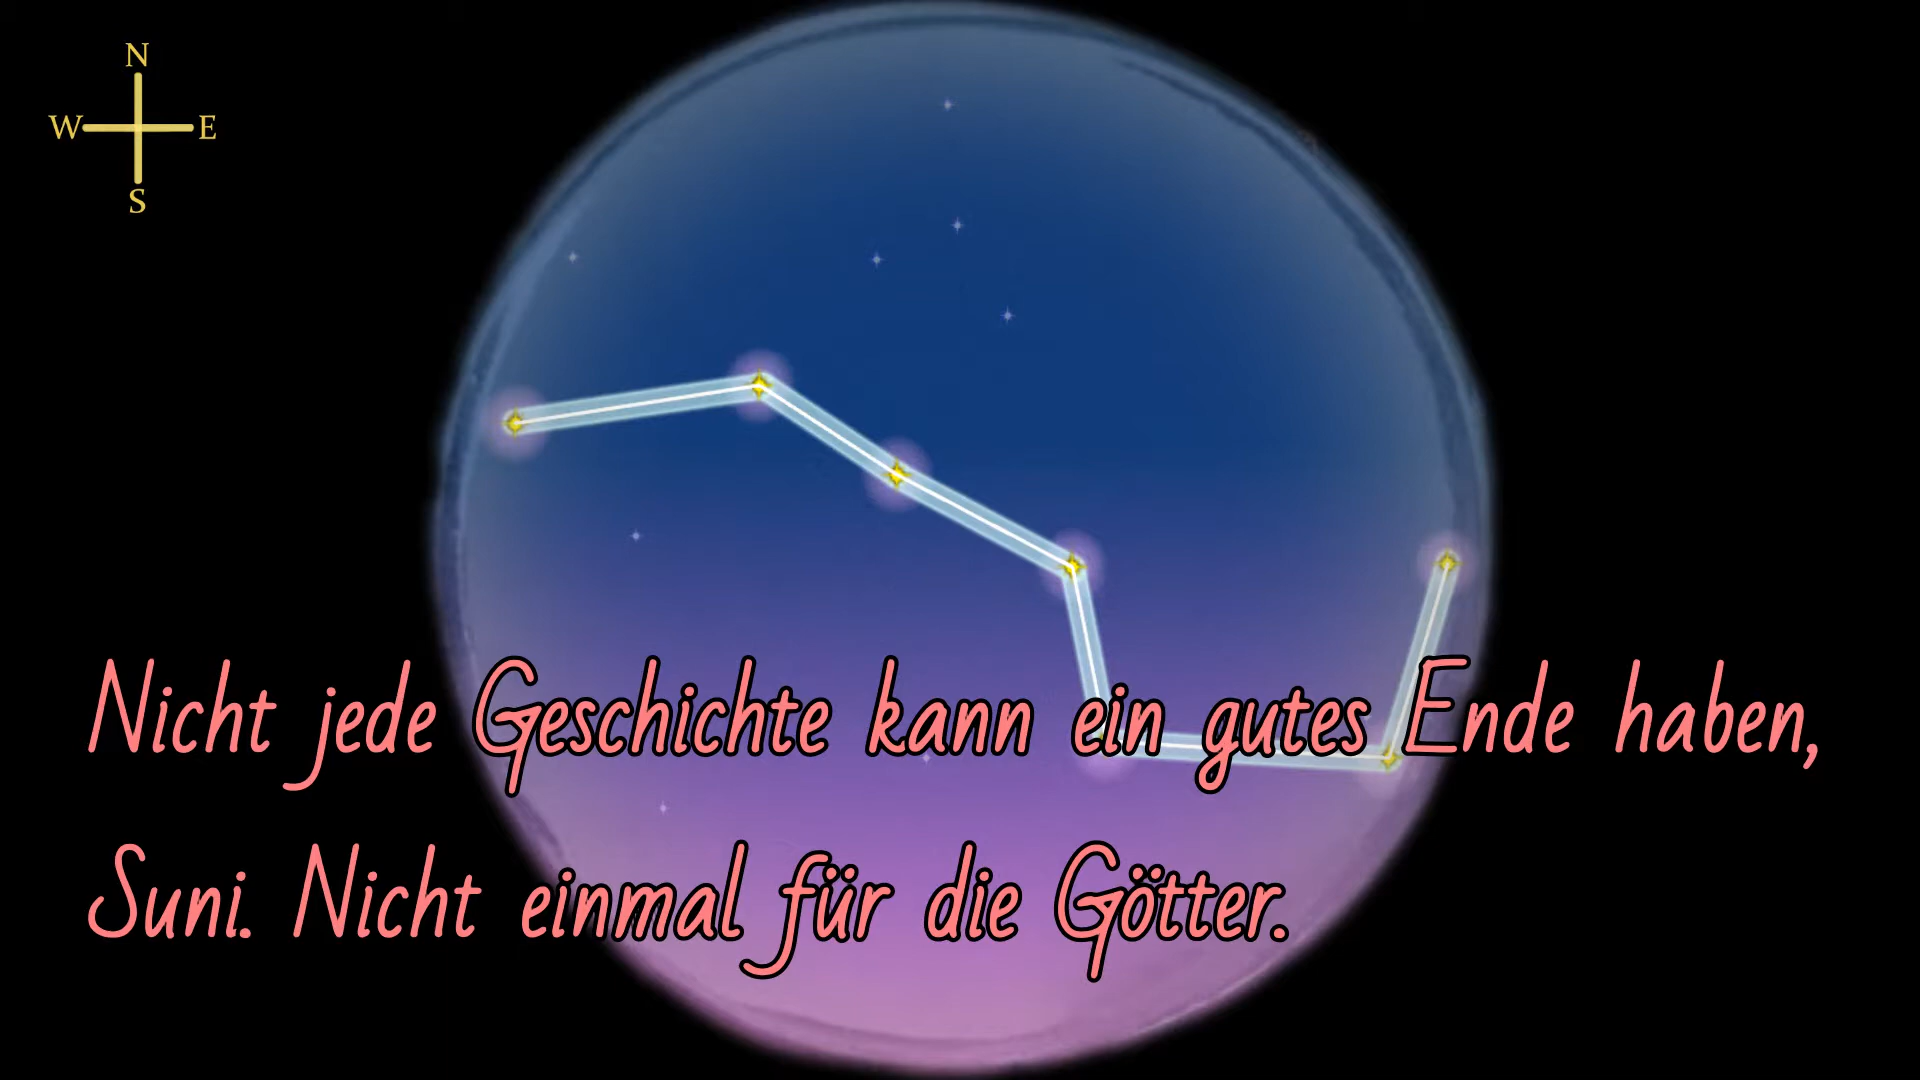 N
W E
S
Nicht jede Geschichte kann ein gutes Ende haben,
Suni. Nicht einmal für die Götter.